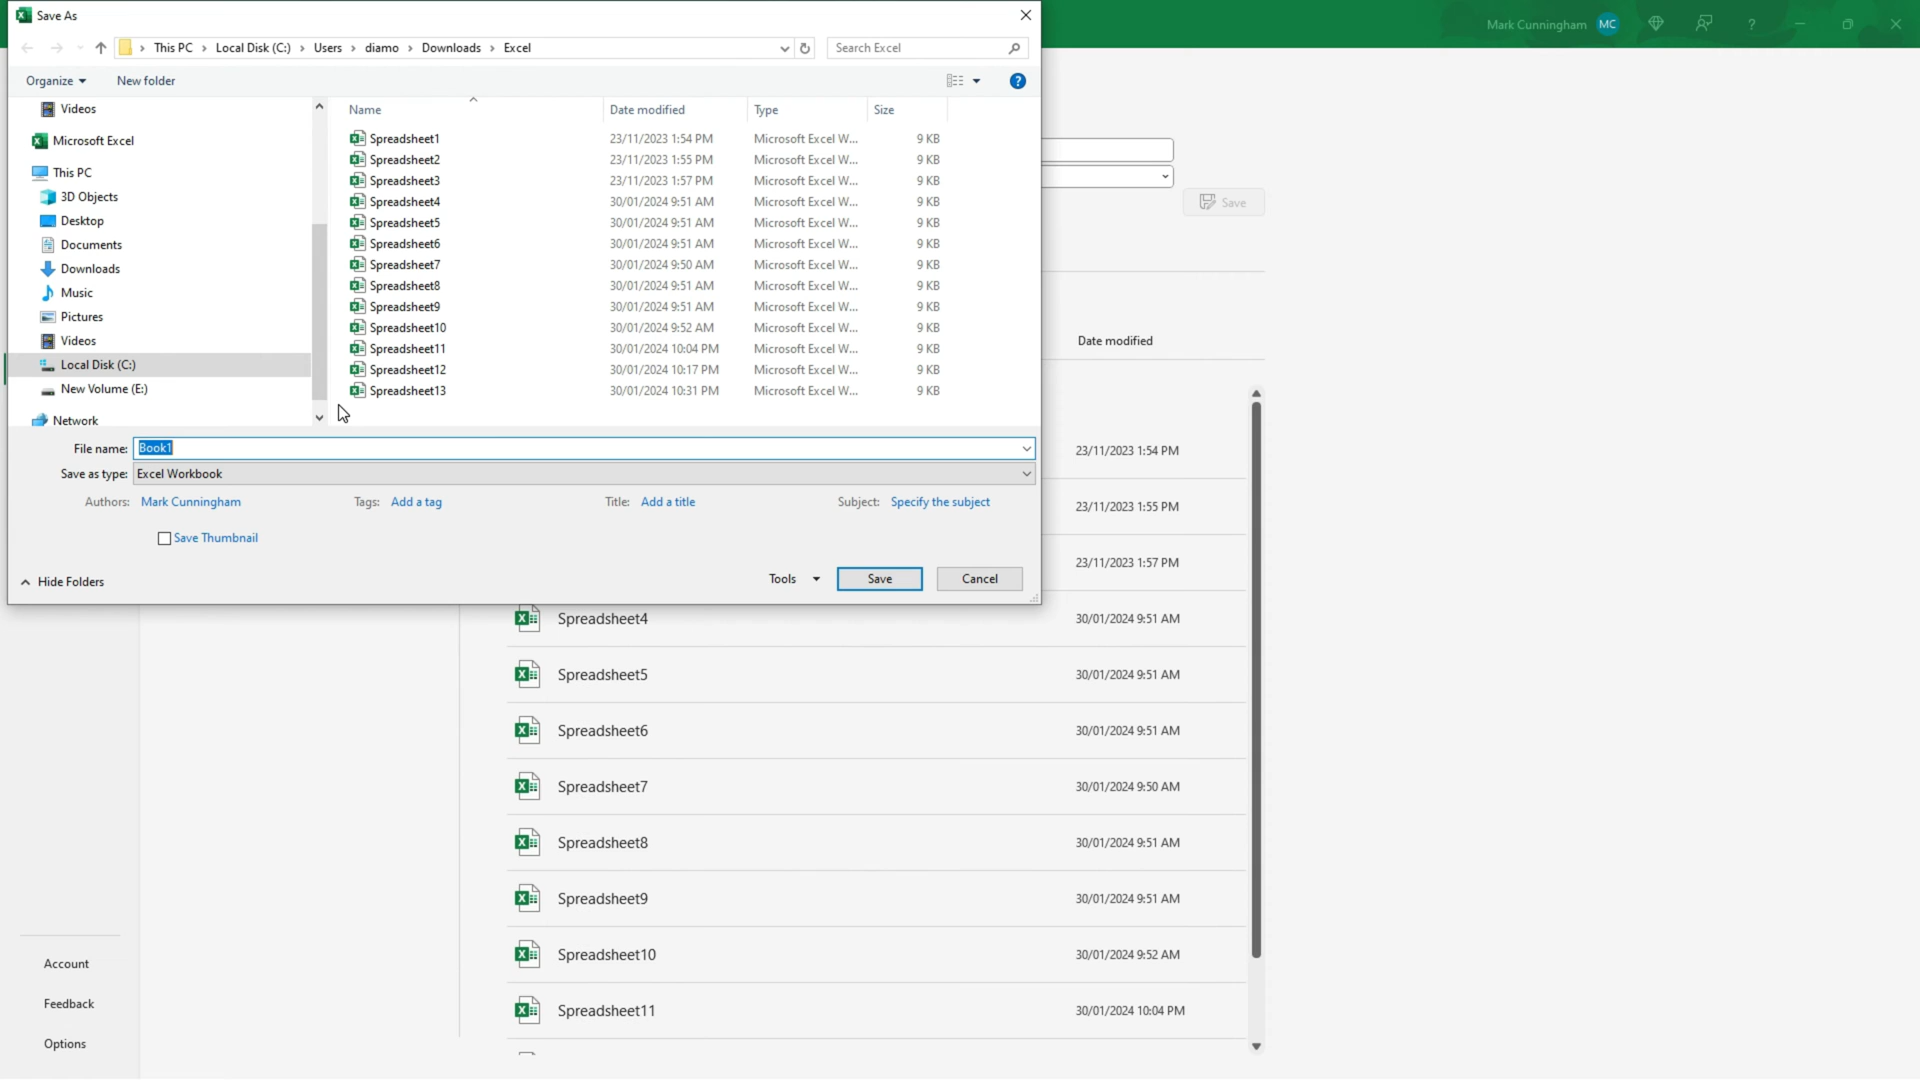 Save As
Mark Cunningham MC ?
This PC › Local Disk (C:) › Users › diamo › Downloads › Excel
Search Excel
Organize New folder ?
Name Date modified Type Size
Videos
Microsoft Excel
This PC
3D Objects
Desktop
Documents
Downloads
Music
Pictures
Videos
Local Disk (C:)
New Volume (E:)
Network
Spreadsheet1 23/11/2023 1:54 PM Microsoft Excel W... 9 KB
Spreadsheet2 23/11/2023 1:55 PM Microsoft Excel W... 9 KB
Spreadsheet3 23/11/2023 1:57 PM Microsoft Excel W... 9 KB
Spreadsheet4 30/01/2024 9:51 AM Microsoft Excel W... 9 KB
Spreadsheet5 30/01/2024 9:51 AM Microsoft Excel W... 9 KB
Spreadsheet6 30/01/2024 9:51 AM Microsoft Excel W... 9 KB
Spreadsheet7 30/01/2024 9:50 AM Microsoft Excel W... 9 KB
Spreadsheet8 30/01/2024 9:51 AM Microsoft Excel W... 9 KB
Spreadsheet9 30/01/2024 9:51 AM Microsoft Excel W... 9 KB
Spreadsheet10 30/01/2024 9:52 AM Microsoft Excel W... 9 KB
Spreadsheet11 30/01/2024 10:04 PM Microsoft Excel W... 9 KB
Spreadsheet12 30/01/2024 10:17 PM Microsoft Excel W... 9 KB
Spreadsheet13 30/01/2024 10:31 PM Microsoft Excel W... 9 KB
File name: Book1
Save as type: Excel Workbook
Authors: Mark Cunningham Tags: Add a tag Title: Add a title Subject: Specify the subject
Save Thumbnail
Hide Folders Tools Save Cancel
Save
Date modified
23/11/2023 1:54 PM
23/11/2023 1:55 PM
23/11/2023 1:57 PM
Spreadsheet4 30/01/2024 9:51 AM
Spreadsheet5 30/01/2024 9:51 AM
Spreadsheet6 30/01/2024 9:51 AM
Spreadsheet7 30/01/2024 9:50 AM
Spreadsheet8 30/01/2024 9:51 AM
Spreadsheet9 30/01/2024 9:51 AM
Spreadsheet10 30/01/2024 9:52 AM
Spreadsheet11 30/01/2024 10:04 PM
Account
Feedback
Options